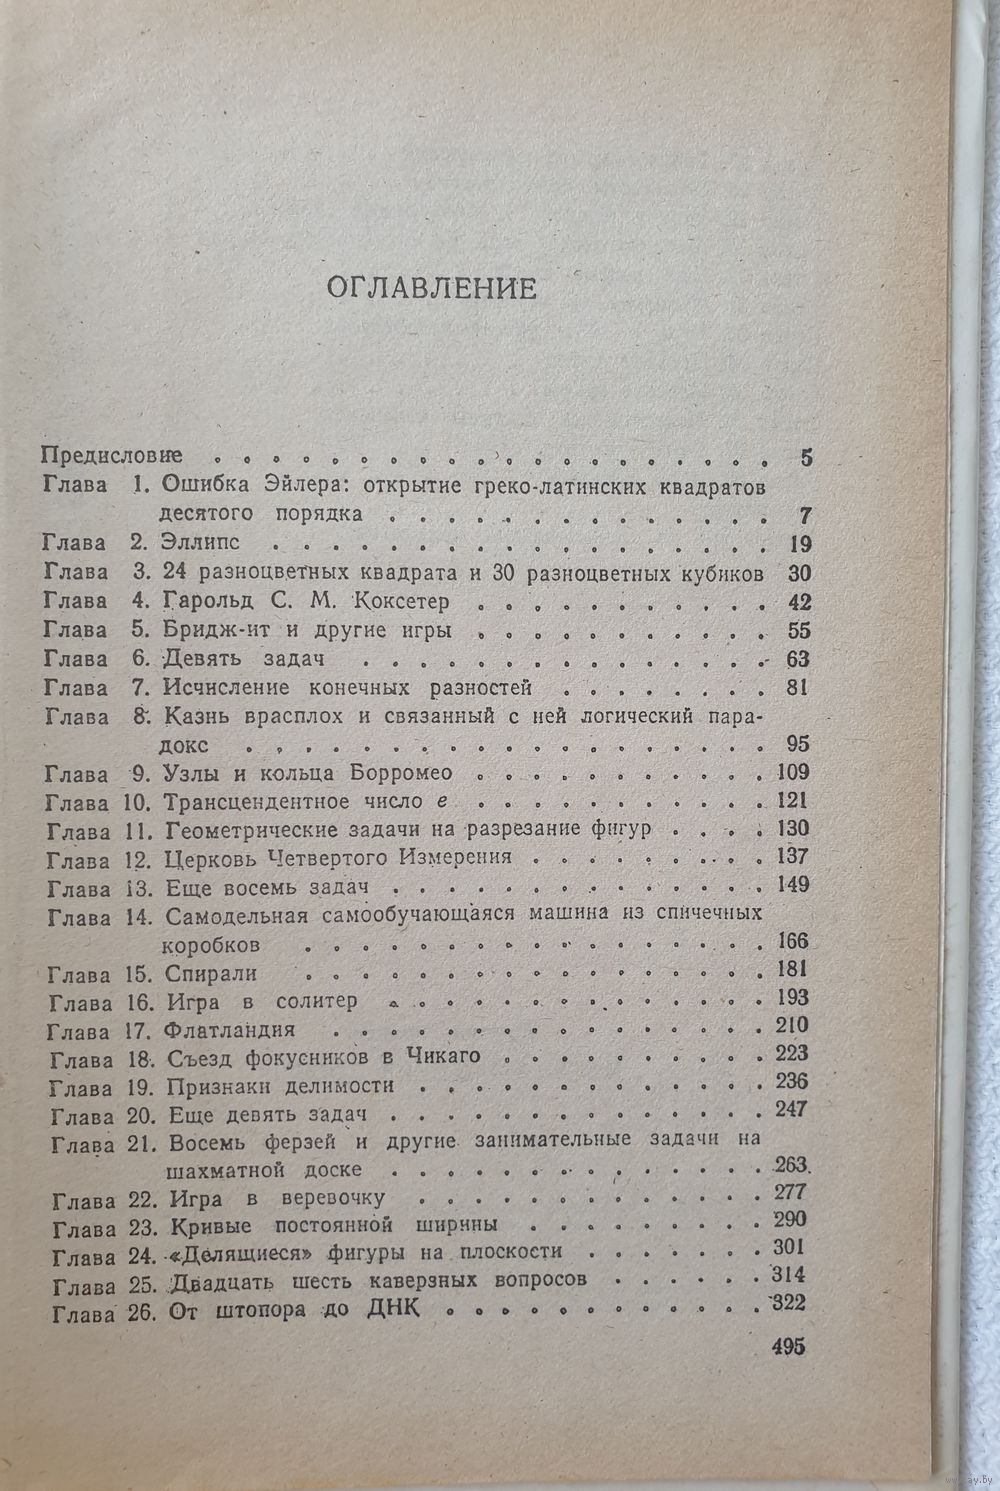 ОГЛАВЛЕНИЕ
Предисловие . . . . . . . . . . . . . . . . . . . . 5
Глава 1. Ошибка Эйлера: открытие греко-латинских квадратов
десятого порядка . . . . . . . . . . . . . . 7
Глава 2. Эллипс . . . . . . . . . . . . . . . . . . 19
Глава 3. 24 разноцветных квадрата и 30 разноцветных кубиков 30
Глава 4. Гарольд С. М. Коксетер . . . . . . . . . . . 42
Глава 5. Бридж-ит и другие игры . . . . . . . . . . . 55
Глава 6. Девять задач . . . . . . . . . . . . . . . 63
Глава 7. Исчисление конечных разностей . . . . . . . . 81
Глава 8. Казнь врасплох и связанный с ней логический пара-
докс . . . . . . . . . . . . . . . . . . . 95
Глава 9. Узлы и кольца Борромео . . . . . . . . . . . 109
Глава 10. Трансцендентное число e . . . . . . . . . . . 121
Глава 11. Геометрические задачи на разрезание фигур . . . . 130
Глава 12. Церковь Четвертого Измерения . . . . . . . . . 137
Глава 13. Еще восемь задач . . . . . . . . . . . . . . 149
Глава 14. Самодельная самообучающаяся машина из спичечных
коробков . . . . . . . . . . . . . . . . . 166
Глава 15. Спирали . . . . . . . . . . . . . . . . . 181
Глава 16. Игра в солитер . . . . . . . . . . . . . . 193
Глава 17. Флатландия . . . . . . . . . . . . . . . . 210
Глава 18. Съезд фокусников в Чикаго . . . . . . . . . . 223
Глава 19. Признаки делимости . . . . . . . . . . . . . 236
Глава 20. Еще девять задач . . . . . . . . . . . . . . 247
Глава 21. Восемь ферзей и другие занимательные задачи на
шахматной доске . . . . . . . . . . . . . . 263
Глава 22. Игра в веревочку . . . . . . . . . . . . . 277
Глава 23. Кривые постоянной ширины . . . . . . . . . 290
Глава 24. «Делящиеся» фигуры на плоскости . . . . . . . 301
Глава 25. Двадцать шесть каверзных вопросов . . . . . . 314
Глава 26. От штопора до ДНК . . . . . . . . . . . . 322
495